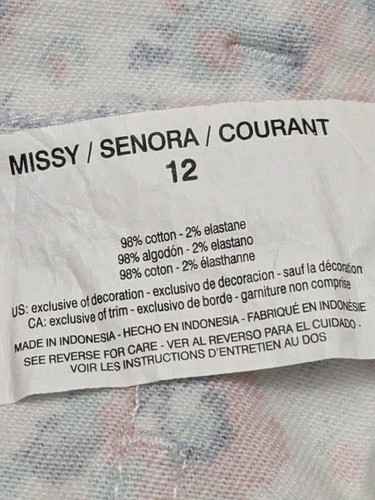 MISSY / SENORA / COURANT
12
98% cotton - 2% elastane
98% algodón - 2% elastano
98% coton - 2% élasthanne
US: exclusive of decoration - exclusivo de decoracion - sauf la décoration
CA: exclusive of trim - exclusivo de borde - garniture non comprise
MADE IN INDONESIA - HECHO EN INDONESIA - FABRIQUÉ EN INDONÉSIE
SEE REVERSE FOR CARE - VER AL REVERSO PARA EL CUIDADO -
VOIR LES INSTRUCTIONS D'ENTRETIEN AU DOS